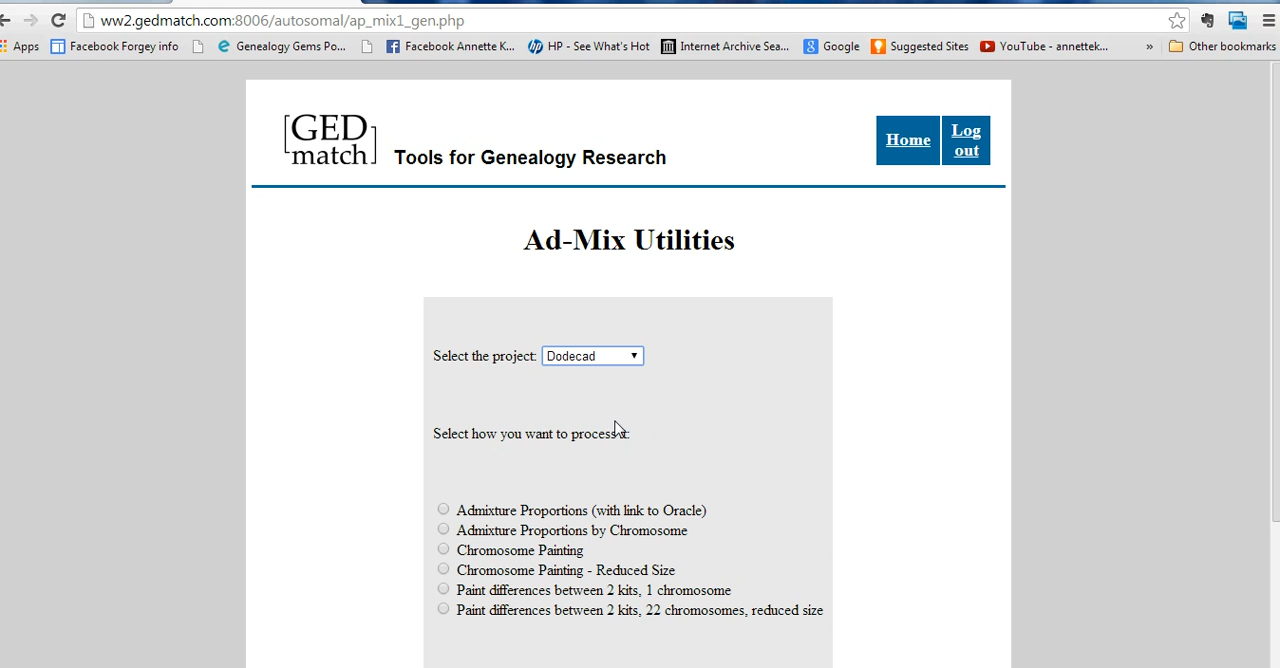 ww2.gedmatch.com:8006/autosomal/ap_mix1_gen.php
Apps Facebook Forgey info Genealogy Gems Po... Facebook Annette K... HP - See What's Hot Internet Archive Sea... Google Suggested Sites YouTube - annettek... » Other bookmarks
[GED match] Tools for Genealogy Research
Home
Log out
Ad-Mix Utilities
Select the project: Dodecad
Select how you want to process
Admixture Proportions (with link to Oracle)
Admixture Proportions by Chromosome
Chromosome Painting
Chromosome Painting - Reduced Size
Paint differences between 2 kits, 1 chromosome
Paint differences between 2 kits, 22 chromosomes, reduced size